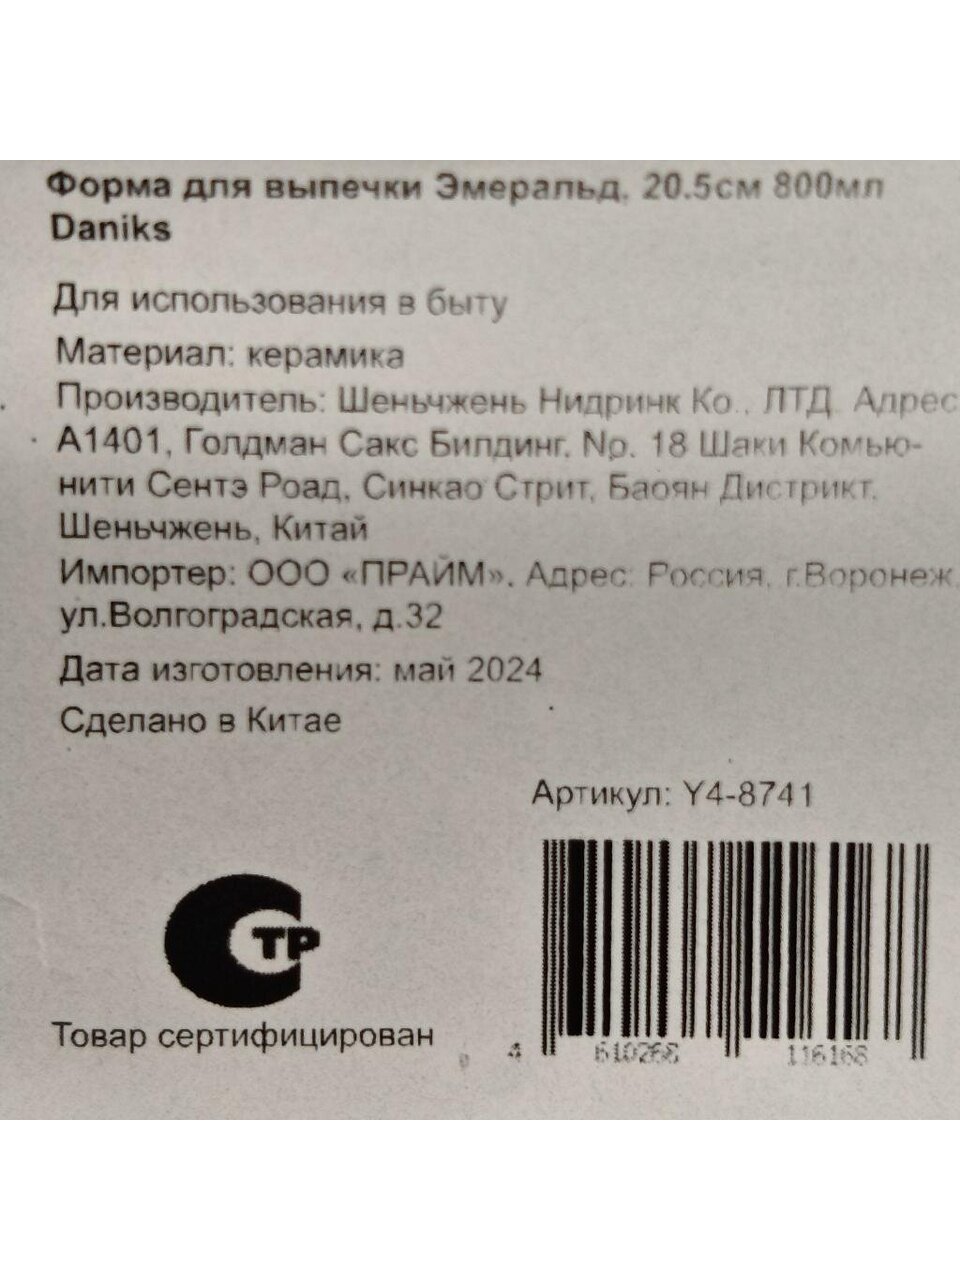 Форма для выпечки Эмеральд, 20.5см 800мл
Daniks
Для использования в быту
Материал: керамика
Производитель: Шеньчжень Нидринк Ко., ЛТД. Адрес:
А1401, Голдман Сакс Билдинг, No. 18 Шаки Комью-
нити Сентэ Роад, Синкао Стрит, Баоян Дистрикт,
Шеньчжень, Китай
Импортер: ООО «ПРАЙМ», Адрес: Россия, г.Воронеж,
ул.Волгоградская, д.32
Дата изготовления: май 2024
Сделано в Китае
Артикул: Y4-8741
СТР
Товар сертифицирован
4 610268 116168